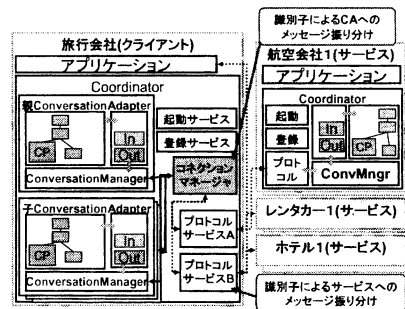 識別子によるCAへの
メッセージ振り分け
旅行会社(クライアント)
アプリケーション
Coordinator
親ConversationAdapter
CP
In
Out
ConversationManager
子ConversationAdapter
CP
In
Out
ConversationManager
起動サービス
登録サービス
コネクション
マネージャ
プロトコル
サービスA
プロトコル
サービスB
航空会社1(サービス)
アプリケーション
Coordinator
起動
登録
プロト
コル
In
Out
CP
ConvMngr
レンタカー1(サービス)
ホテル1(サービス)
識別子によるサービスへの
メッセージ振り分け